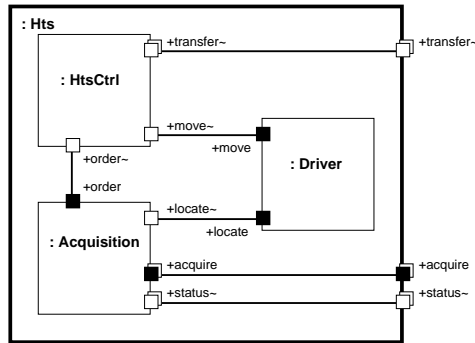 : Hts
+transfer~
+transfer~
: HtsCtrl
+move~
+move
+order~
: Driver
+order
+locate~
+locate
: Acquisition
+acquire
+acquire
+status~
+status~